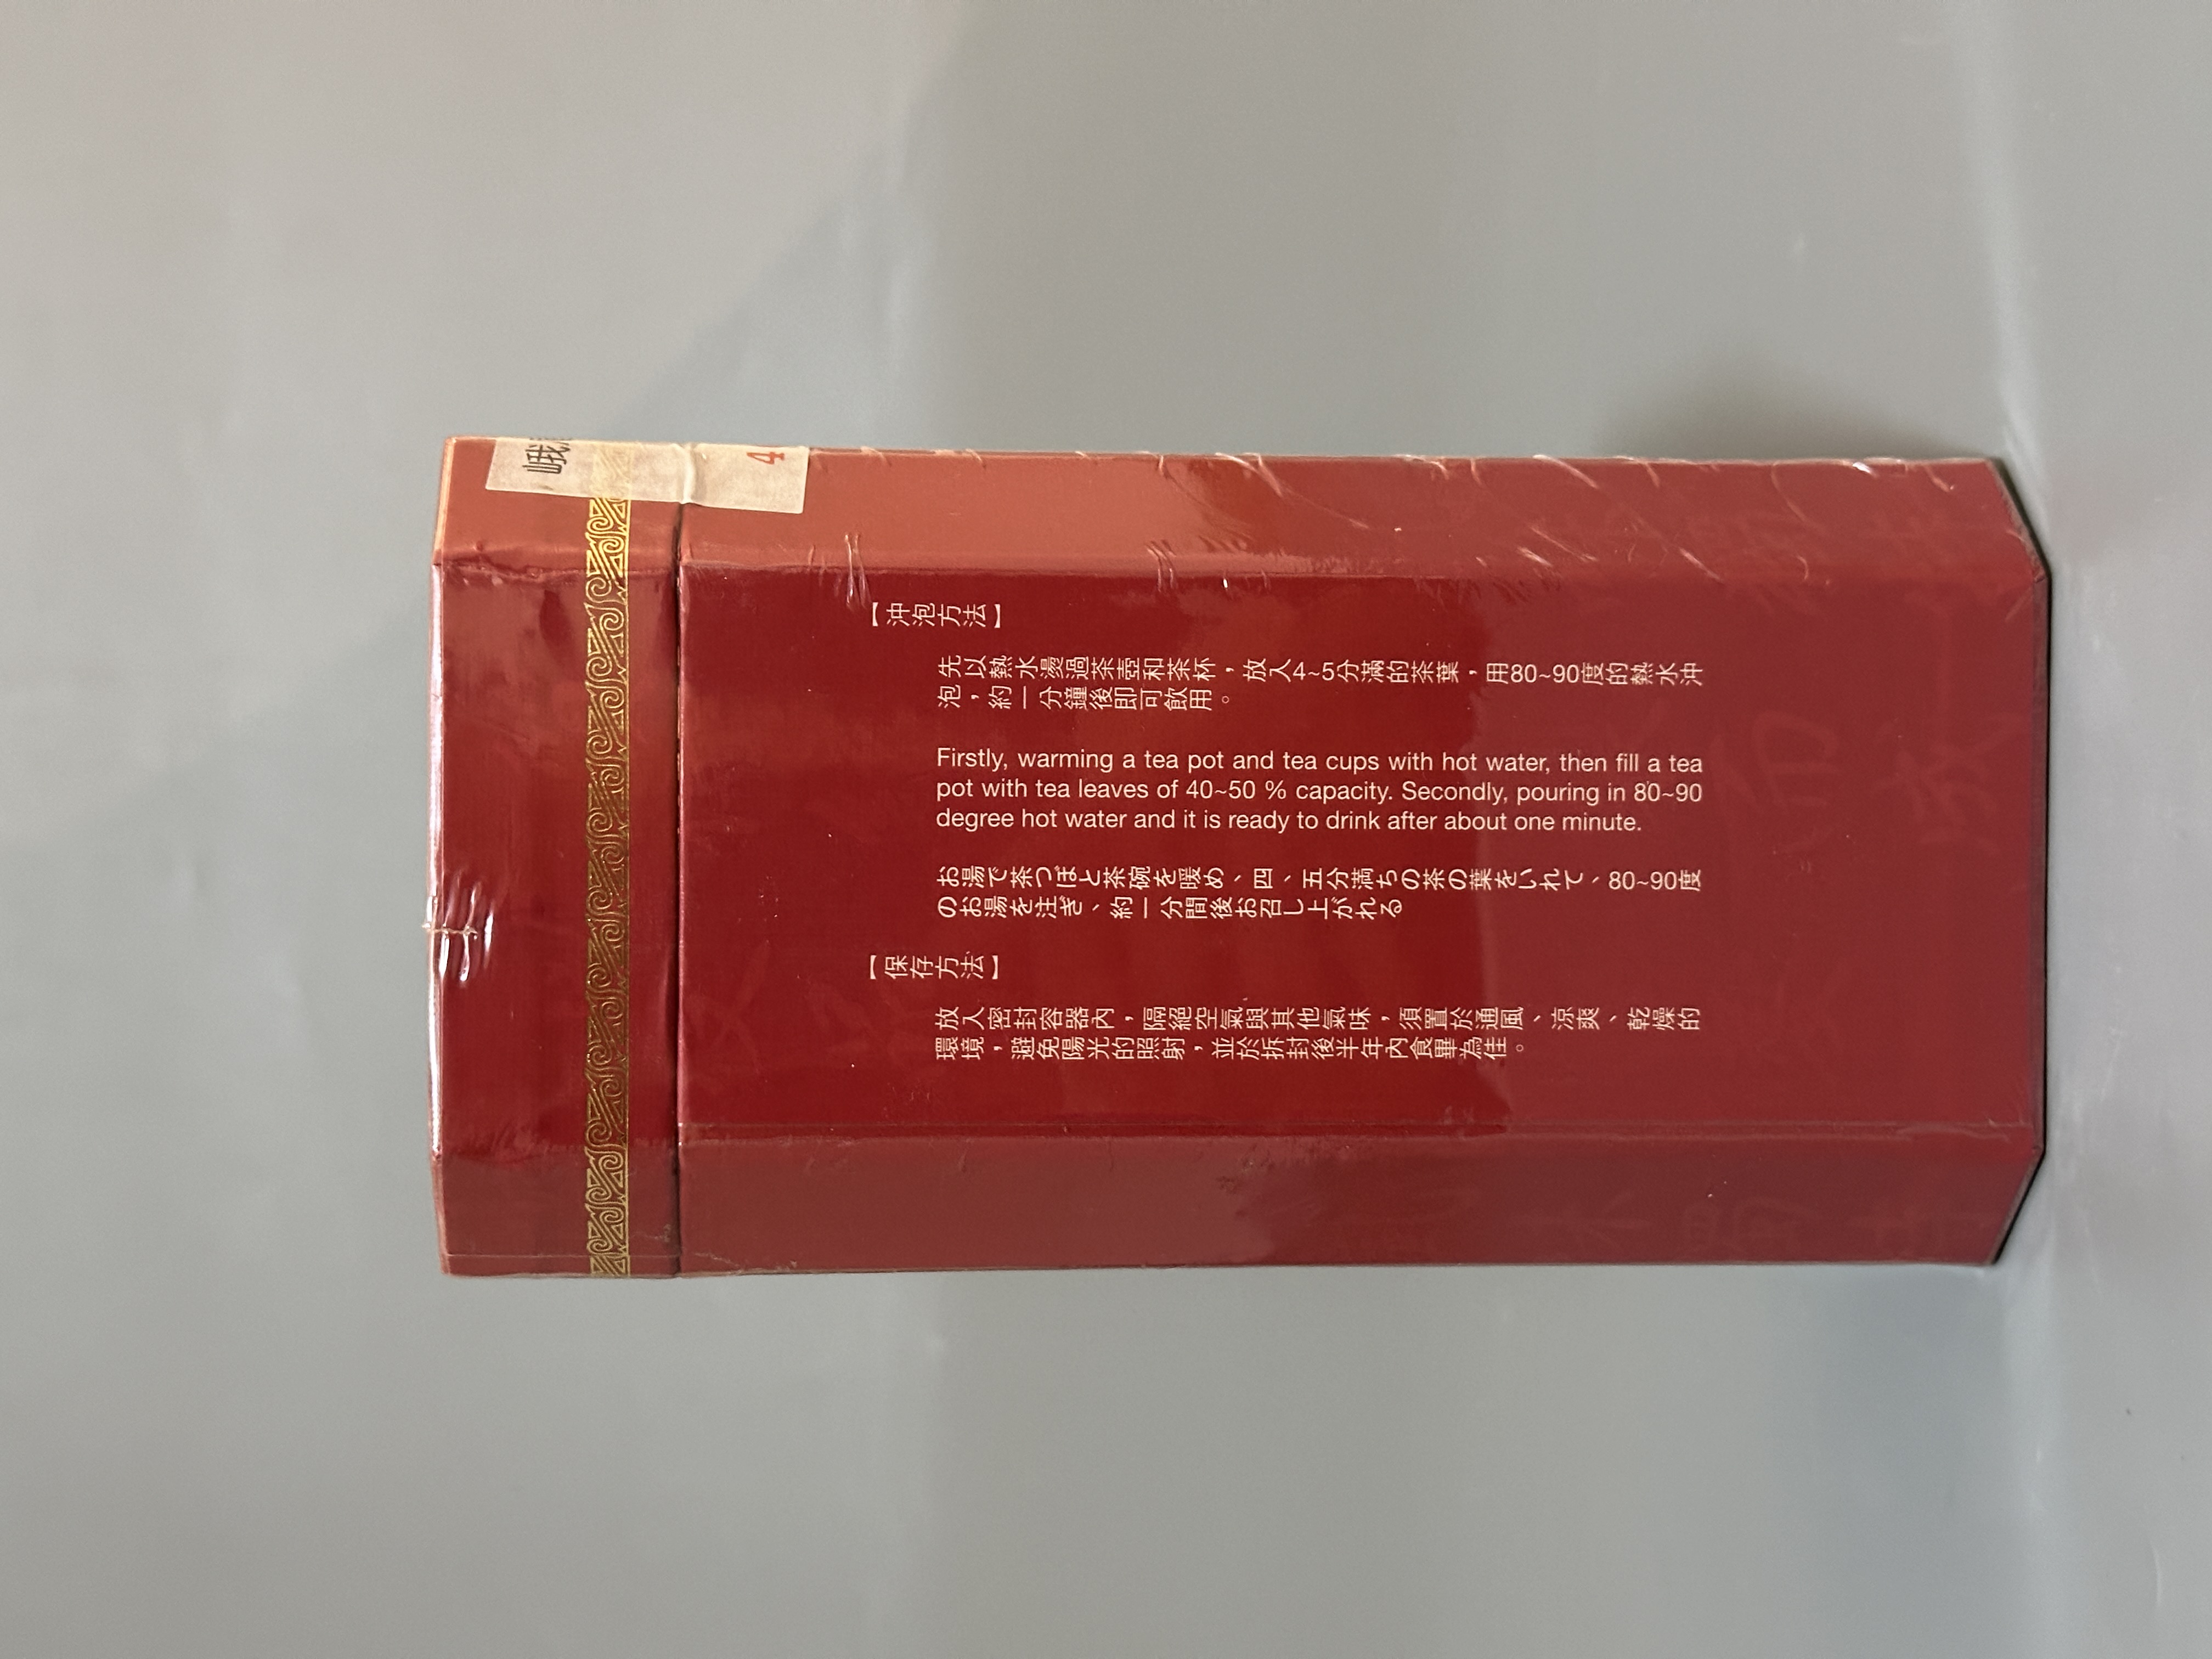 峨
4
【沖泡方法】
先以熱水燙過茶壺和茶杯，放入4~5分滿的茶葉，用80~90度的熱水沖
泡，約一分鐘後即可飲用。
Firstly, warming a tea pot and tea cups with hot water, then fill a tea
pot with tea leaves of 40~50 % capacity. Secondly, pouring in 80~90
degree hot water and it is ready to drink after about one minute.
お湯で茶つぼと茶碗を暖め、四、五分満ちの茶の葉をいれて、80~90度
のお湯を注ぎ、約一分間後お召し上がれる
【保存方法】
放入密封容器內，隔絕空氣與其他氣味，須置於通風、涼爽、乾燥的
環境，避免陽光的照射，並於拆封後半年內食畢為佳。